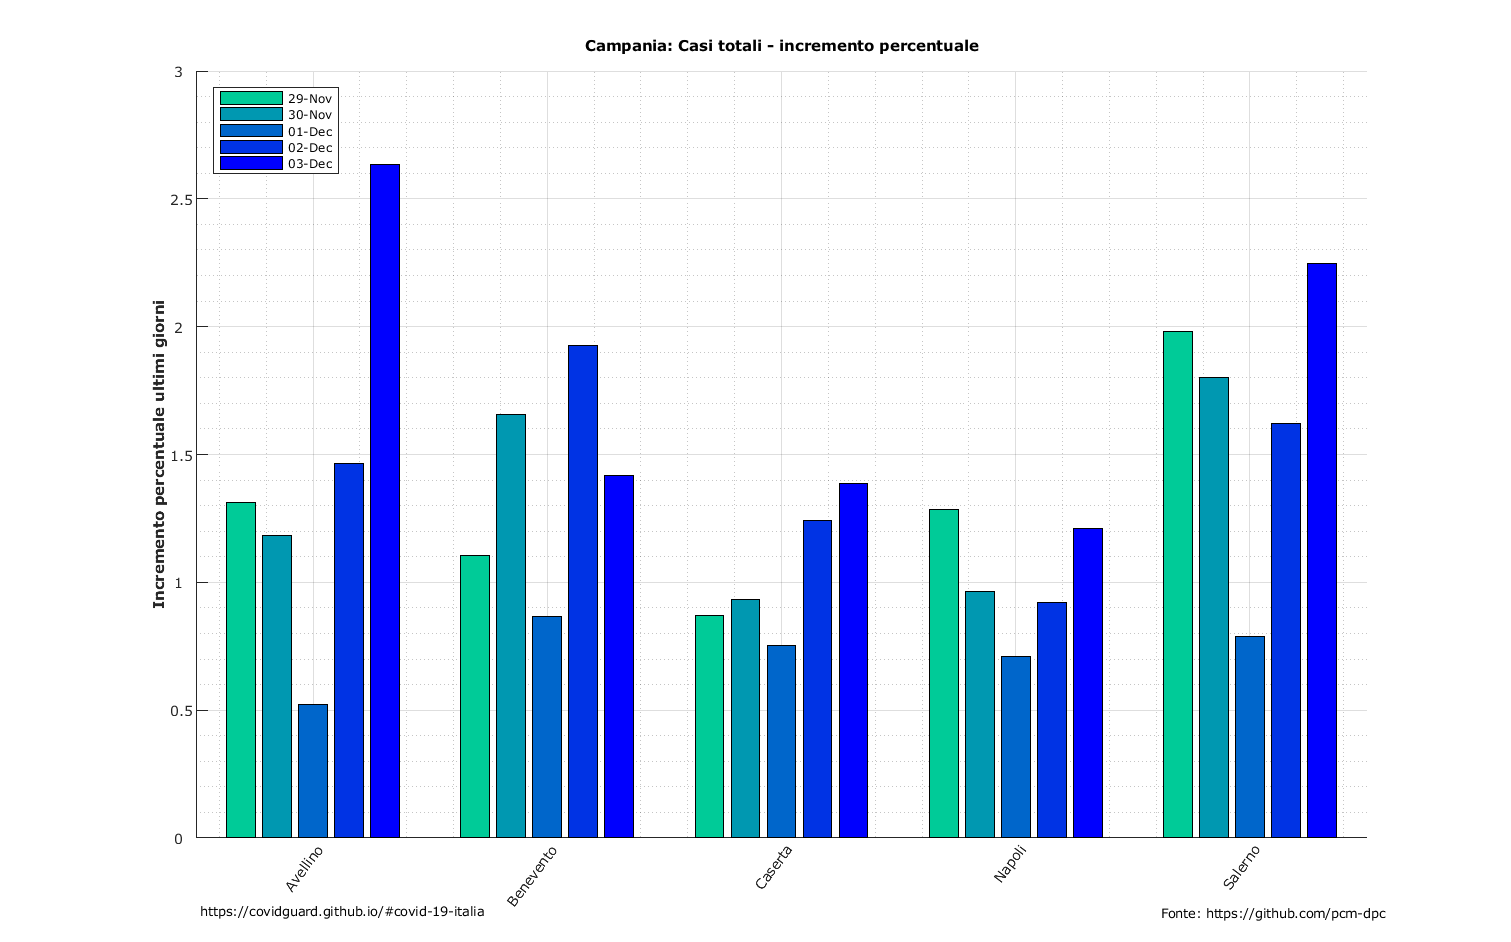 Campania: Casi totali - incremento percentuale
3
2.5
2
1.5
1
0.5
0
Incremento percentuale ultimi giorni
29-Nov
30-Nov
01-Dec
02-Dec
03-Dec
Avellino
Benevento
Caserta
Napoli
Salerno
https://covidguard.github.io/#covid-19-italia
Fonte: https://github.com/pcm-dpc